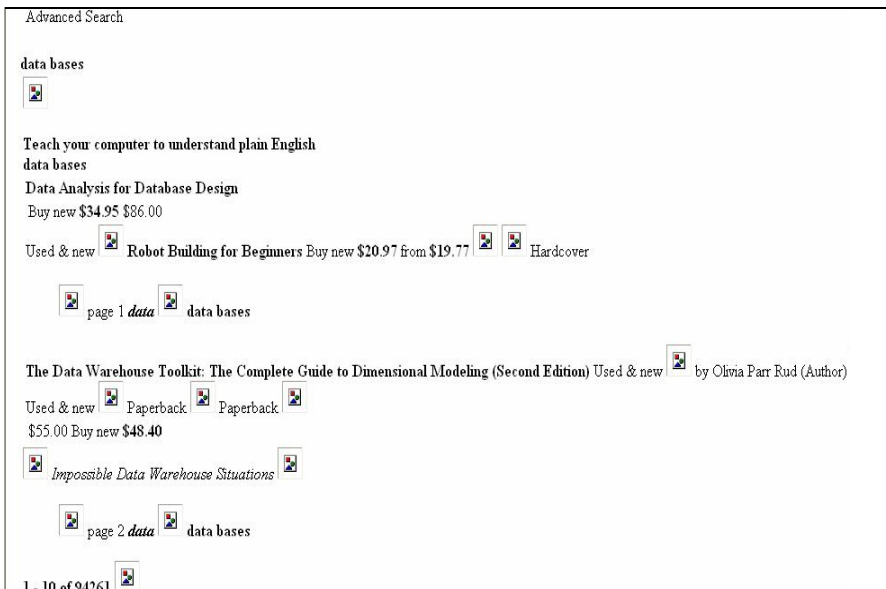 Advanced Search
data bases
Teach your computer to understand plain English
data bases
Data Analysis for Database Design
Buy new $34.95 $86.00
Used & new Robot Building for Beginners Buy new $20.97 from $19.77 Hardcover
page 1 data data bases
The Data Warehouse Toolkit: The Complete Guide to Dimensional Modeling (Second Edition) Used & new by Olivia Parr Rud (Author)
Used & new Paperback Paperback
$55.00 Buy new $48.40
Impossible Data Warehouse Situations
page 2 data data bases
1 - 10 of 94261